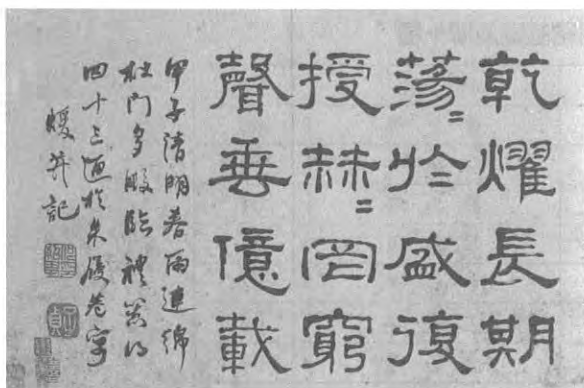 乾燿長期
蕩〻於盛復
授赫〻罔窮
聲垂億載
甲子清明春雨連綿
杜門多暇臨禮器得
四十三通於
并記